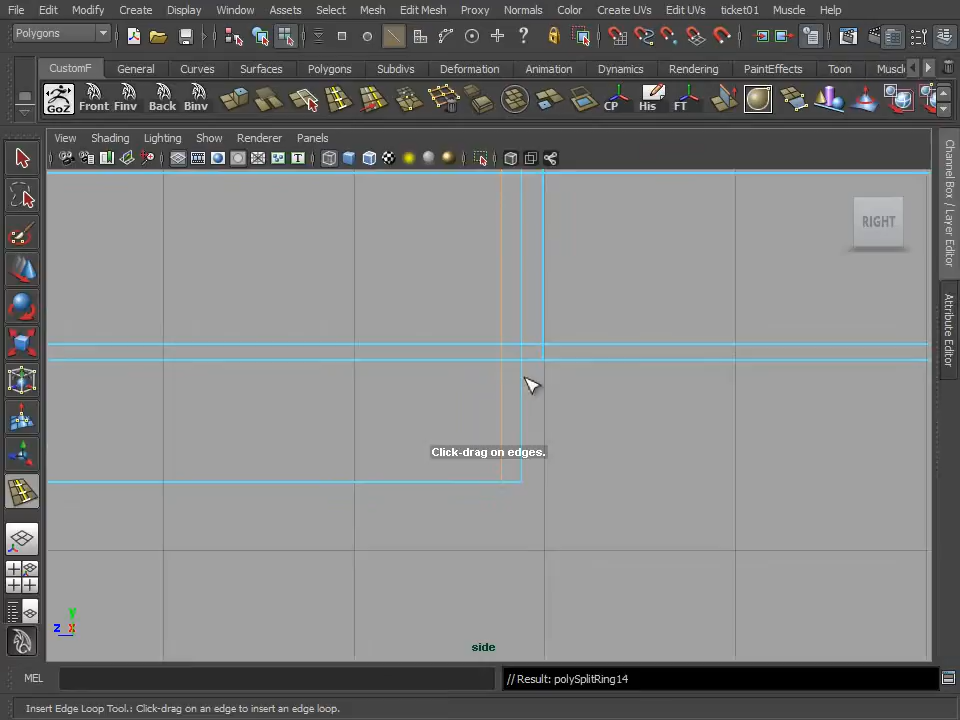 File Edit Modify Create Display Window Assets Select Mesh Edit Mesh Proxy Normals Color Create UVs Edit UVs ticket01 Muscle Help
Polygons
CustomF General Curves Surfaces Polygons Subdivs Deformation Animation Dynamics Rendering PaintEffects Toon Muscl
GoZ Front Finv Back Binv CP His FT
View Shading Lighting Show Renderer Panels
T
RIGHT
Channel Box / Layer Editor
Attribute Editor
Click-drag on edges.
y
z x
side
MEL // Result: polySplitRing14
Insert Edge Loop Tool.: Click-drag on an edge to insert an edge loop.